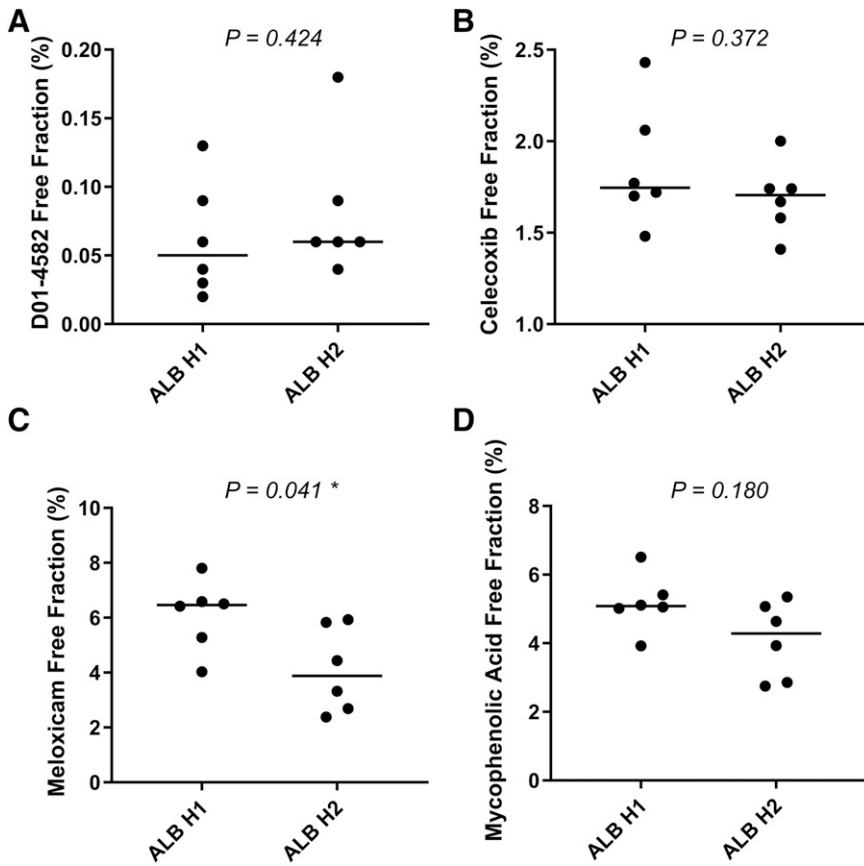 A
P = 0.424
D01-4582 Free Fraction (%)
0.20
0.15
0.10
0.05
0.00
ALB H1
ALB H2
B
P = 0.372
Celecoxib Free Fraction (%)
2.5
2.0
1.5
1.0
ALB H1
ALB H2
C
P = 0.041 *
Meloxicam Free Fraction (%)
10
8
6
4
2
0
ALB H1
ALB H2
D
P = 0.180
Mycophenolic Acid Free Fraction (%)
8
6
4
2
0
ALB H1
ALB H2